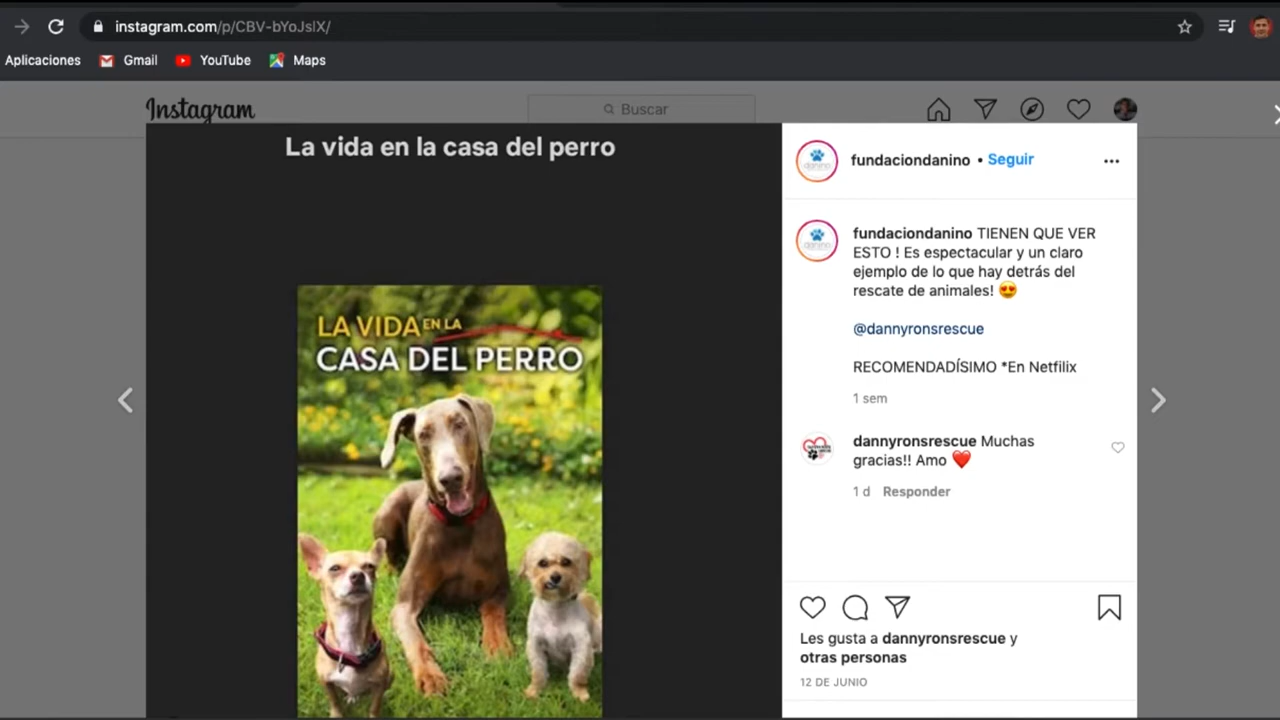 instagram.com/p/CBV-bYoJslX/
Aplicaciones Gmail YouTube Maps
Instagram Buscar
La vida en la casa del perro
LA VIDA EN LA
CASA DEL PERRO
fundaciondanino • Seguir
fundaciondanino TIENEN QUE VER
ESTO ! Es espectacular y un claro
ejemplo de lo que hay detrás del
rescate de animales! 😍
@dannyronsrescue
RECOMENDADÍSIMO *En Netfilix
1 sem
dannyronsrescue Muchas
gracias!! Amo ❤️
1 d Responder
Les gusta a dannyronsrescue y
otras personas
12 DE JUNIO